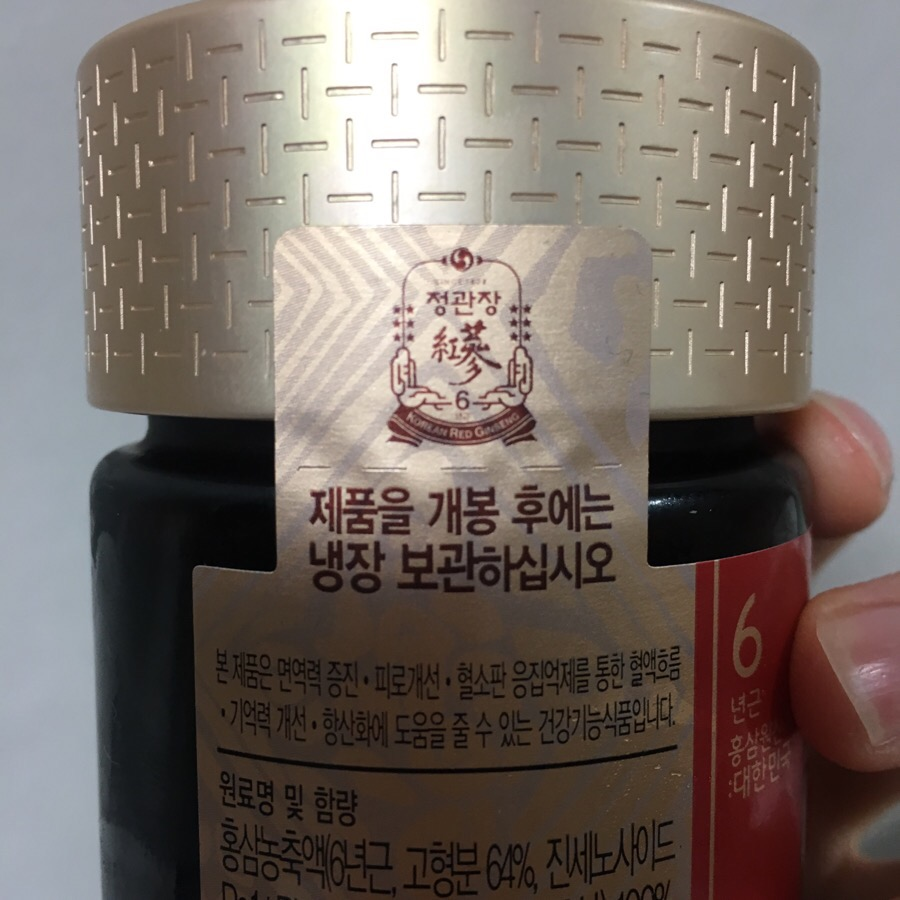 정관장
紅蔘
6
KOREAN RED GINSENG
제품을 개봉 후에는
냉장 보관하십시오
본 제품은 면역력 증진·피로개선·혈소판 응집억제를 통한 혈액흐름
·기억력 개선·항산화에 도움을 줄 수 있는 건강기능식품입니다.
원료명 및 함량
홍삼농축액(6년근, 고형분 64%, 진세노사이드
6
년근
홍삼
:대한민국